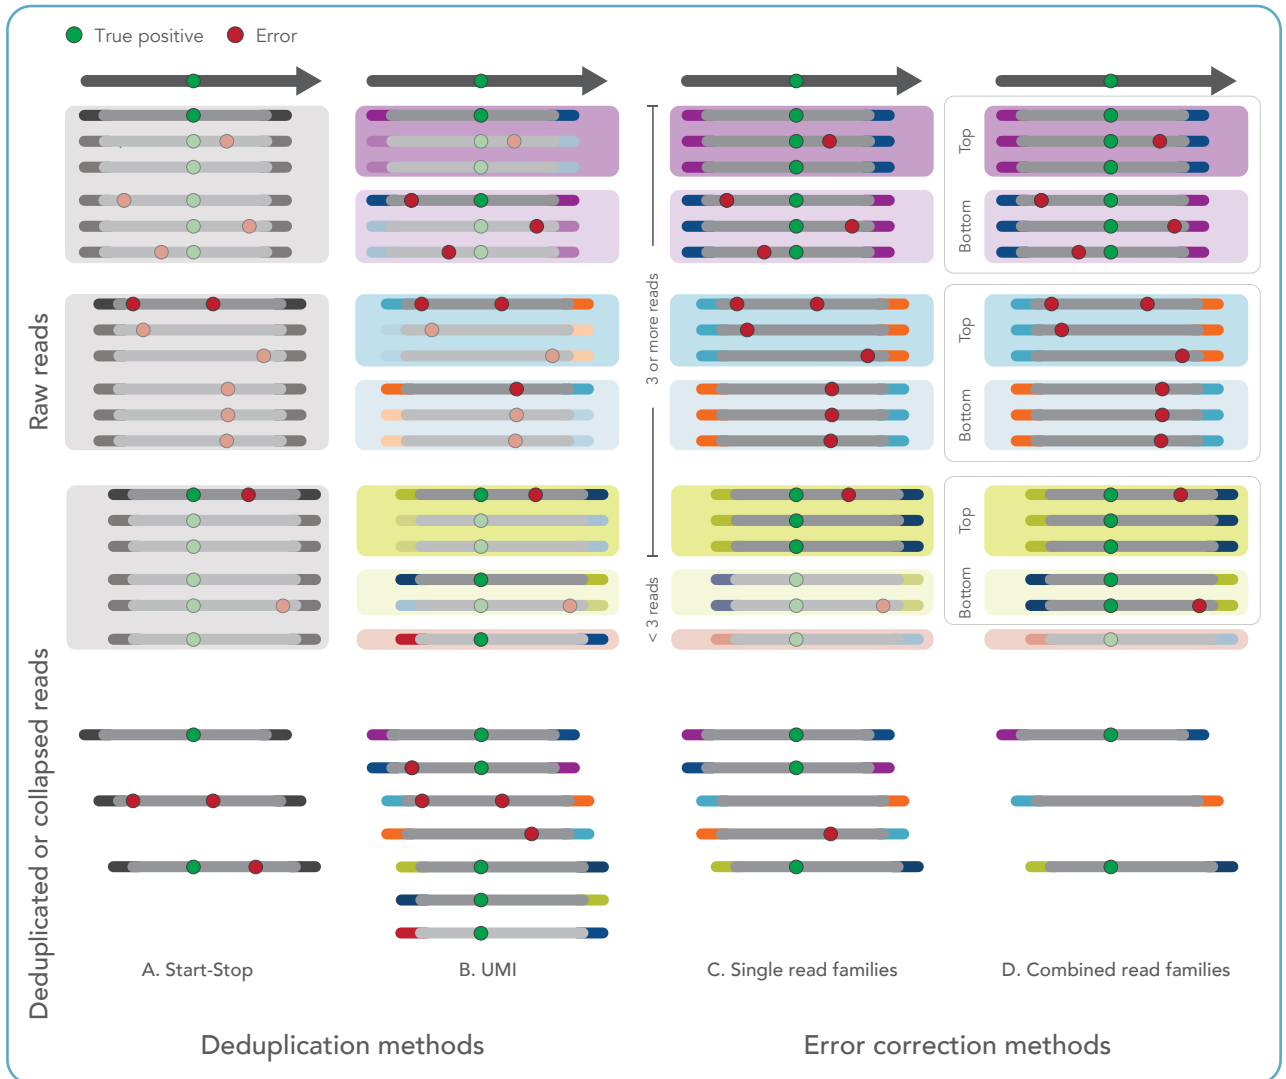 True positive
Error
Raw reads
Deduplicated or collapsed reads
3 or more reads
< 3 reads
Top
Bottom
Top
Bottom
Top
Bottom
A. Start-Stop
B. UMI
C. Single read families
D. Combined read families
Deduplication methods
Error correction methods